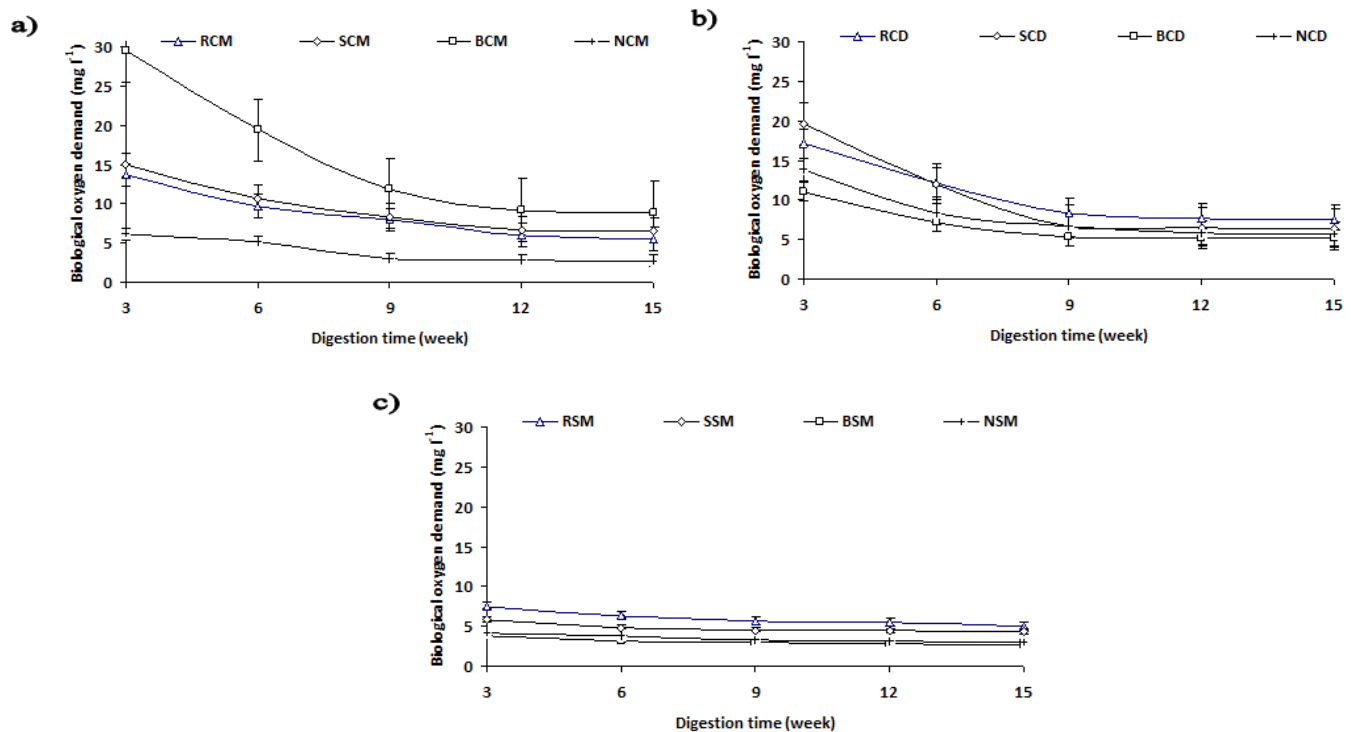 a)
RCM SCM BCM NCM
Biological oxygen demand (mg l-1)
30
25
20
15
10
5
0
3 6 9 12 15
Digestion time (week)
b)
RCD SCD BCD NCD
Biological oxygen demand (mg l-1)
30
25
20
15
10
5
0
3 6 9 12 15
Digestion time (week)
c)
RSM SSM BSM NSM
Biological oxygen demand (mg l-1)
30
25
20
15
10
5
0
3 6 9 12 15
Digestion time (week)